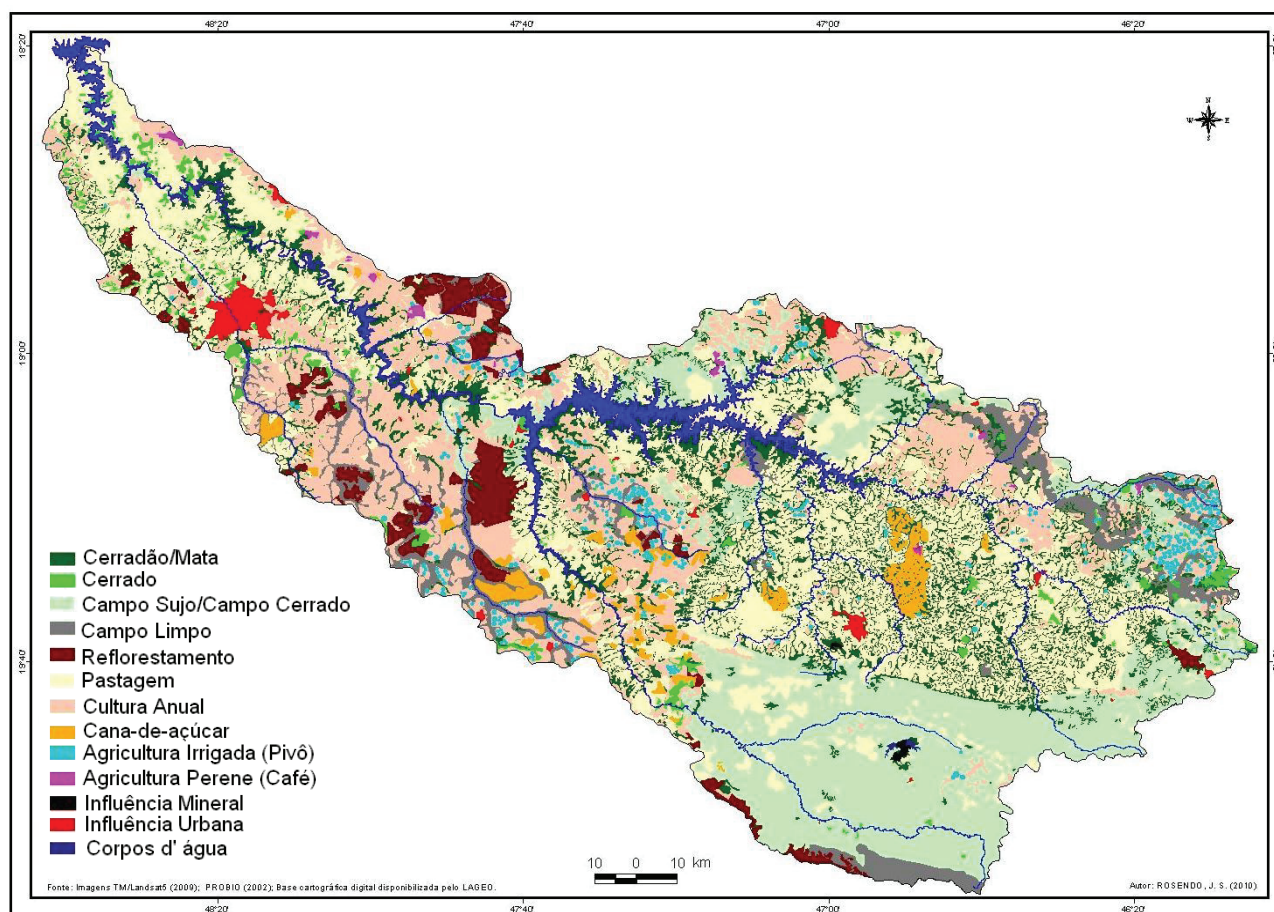 48°20' 47°40' 47°00' 46°20'
18°20'
N
W E
S
19°00'
19°40'
Cerradão/Mata
Cerrado
Campo Sujo/Campo Cerrado
Campo Limpo
Reflorestamento
Pastagem
Cultura Anual
Cana-de-açúcar
Agricultura Irrigada (Pivô)
Agricultura Perene (Café)
Influência Mineral
Influência Urbana
Corpos d' água
10 0 10 km
Fonte: Imagens TM/Landsat5 (2009); PROBIO (2002); Base cartográfica digital disponibilizada pelo LAGEO.
Autor: ROSENDO, J. S. (2010).
48°20' 47°40' 47°00' 46°20'